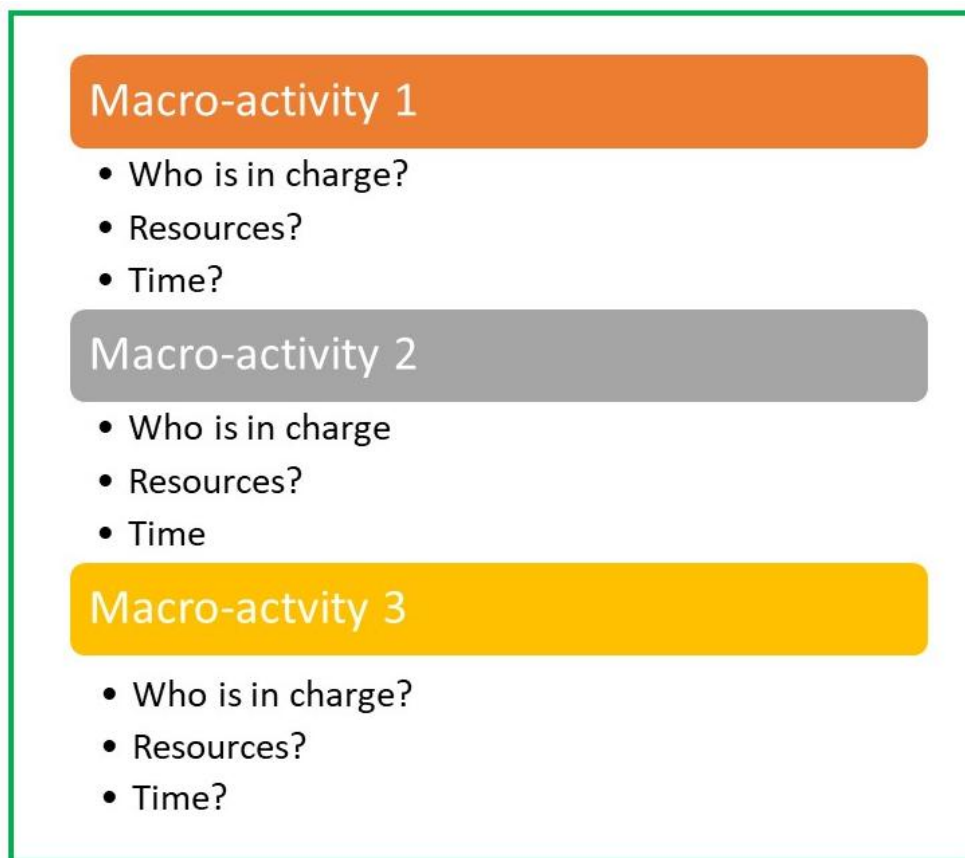 Macro-activity 1
• Who is in charge?
• Resources?
• Time?
Macro-activity 2
• Who is in charge
• Resources?
• Time
Macro-actvity 3
• Who is in charge?
• Resources?
• Time?